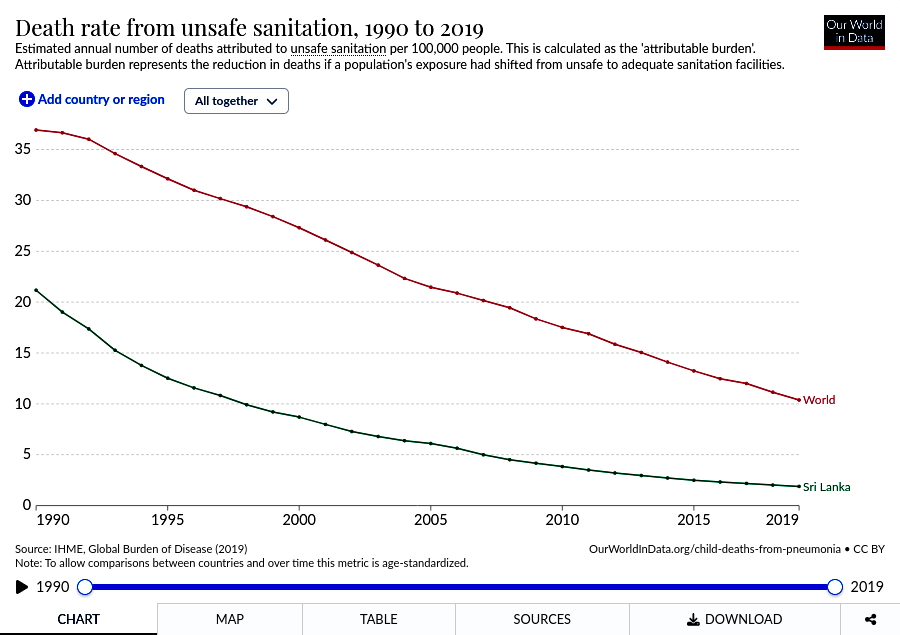 Death rate from unsafe sanitation, 1990 to 2019
Our World
in Data
Estimated annual number of deaths attributed to unsafe sanitation per 100,000 people. This is calculated as the 'attributable burden'.
Attributable burden represents the reduction in deaths if a population's exposure had shifted from unsafe to adequate sanitation facilities.
Add country or region
All together
35
30
25
20
15
10
5
0
World
Sri Lanka
1990 1995 2000 2005 2010 2015 2019
Source: IHME, Global Burden of Disease (2019)
OurWorldInData.org/child-deaths-from-pneumonia • CC BY
Note: To allow comparisons between countries and over time this metric is age-standardized.
1990 2019
CHART MAP TABLE SOURCES DOWNLOAD